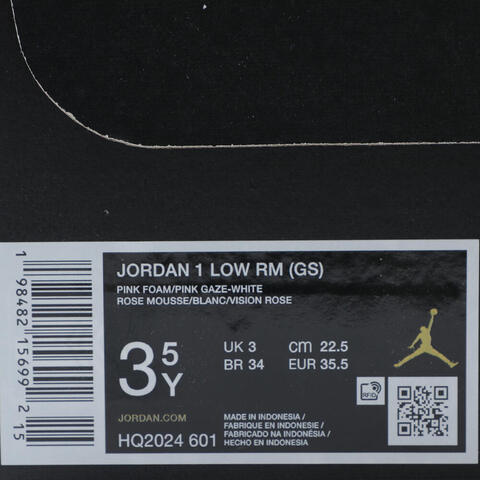 JORDAN 1 LOW RM (GS)
PINK FOAM/PINK GAZE-WHITE
ROSE MOUSSE/BLANC/VISION ROSE
3 5 Y
UK 3 cm 22.5
BR 34 EUR 35.5
RFID
JORDAN.COM
HQ2024 601
MADE IN INDONESIA /
FABRIQUE EN INDONESIE /
FABRICADO NA INDONÉSIA /
HECHO EN INDONESIA
1 98482 15699 2 15